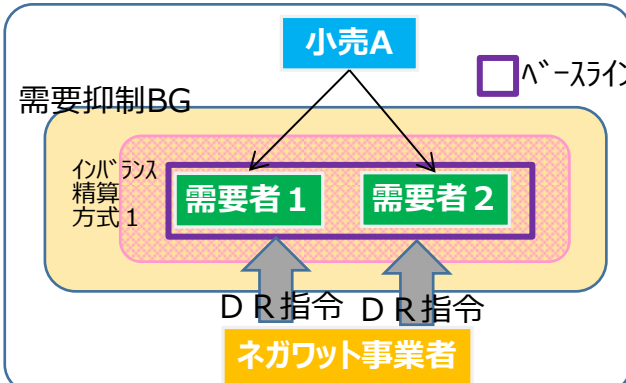 小売A
ﾍﾞｰｽﾗｲﾝ
需要抑制BG
ｲﾝﾊﾞﾗﾝｽ
精算
方式１
需要者１
需要者２
ＤＲ指令
ＤＲ指令
ネガワット事業者